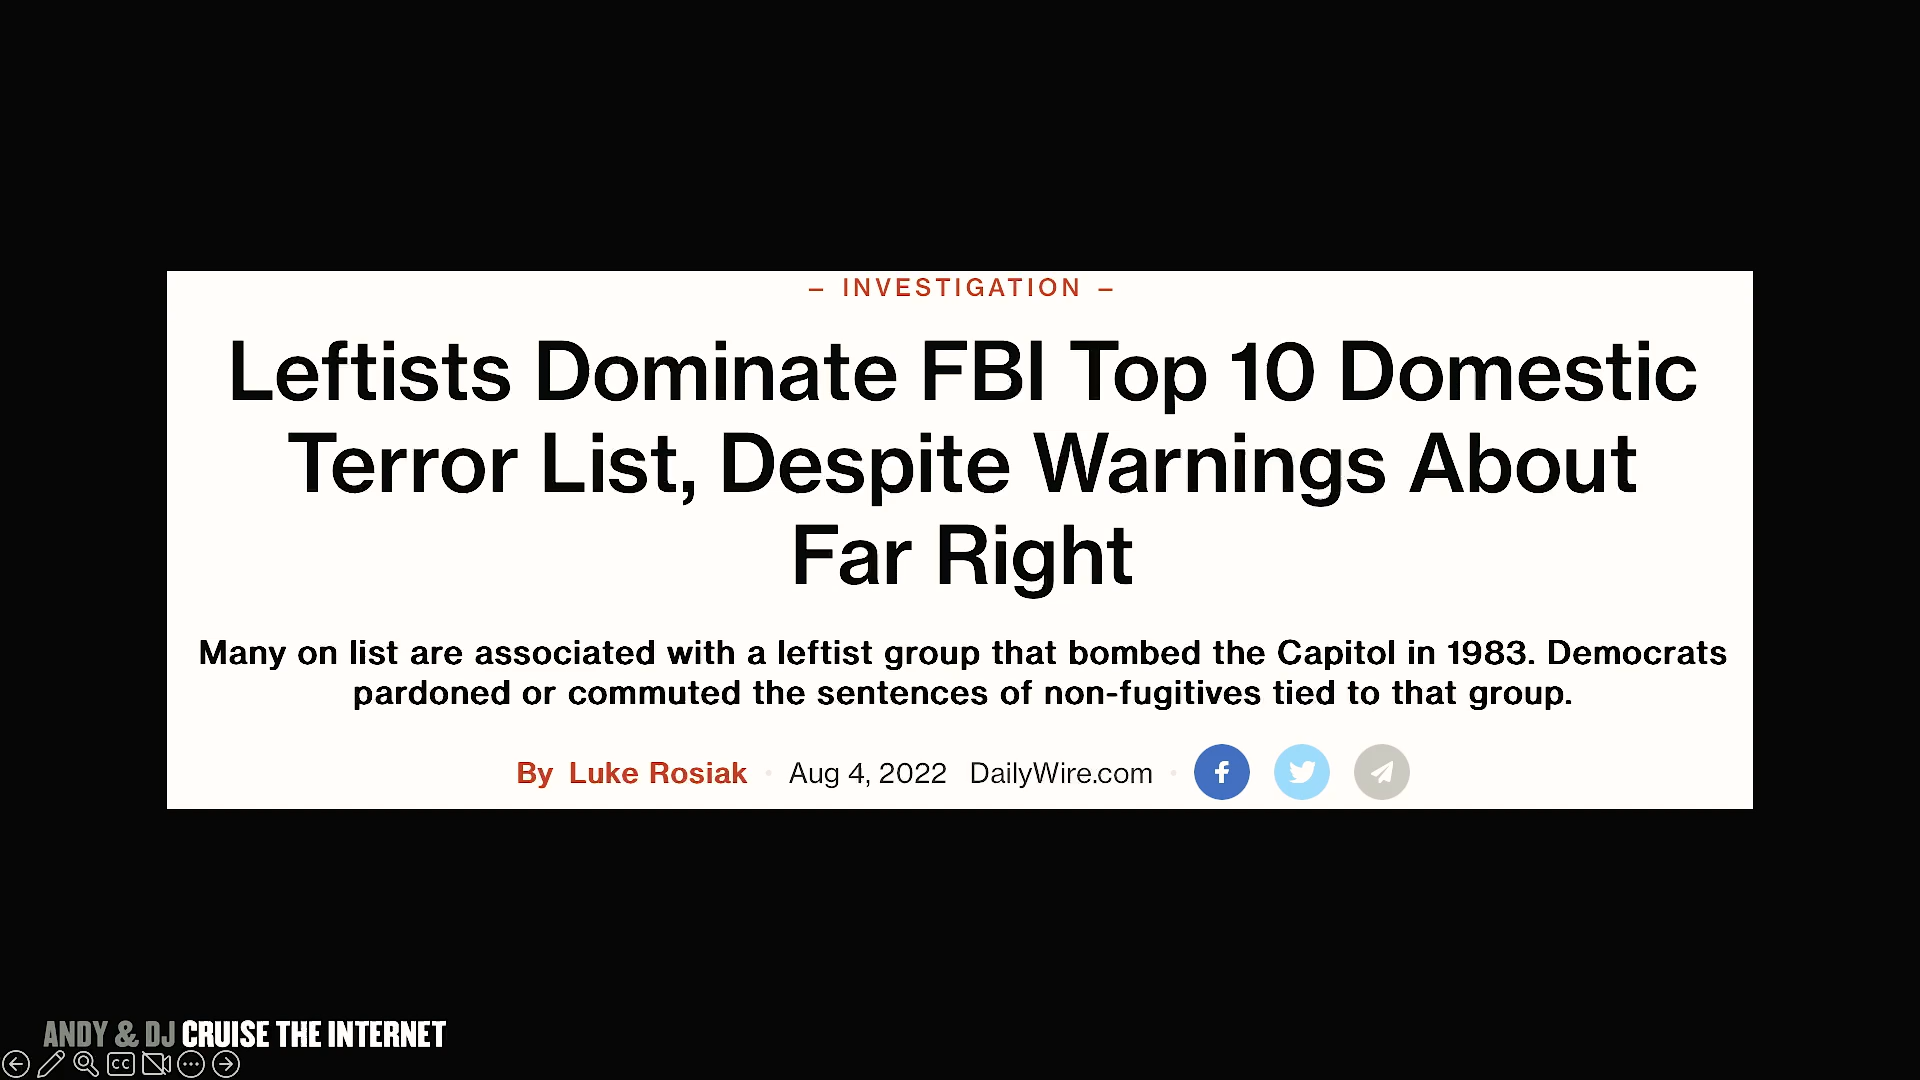 – INVESTIGATION –
Leftists Dominate FBI Top 10 Domestic
Terror List, Despite Warnings About
Far Right
Many on list are associated with a leftist group that bombed the Capitol in 1983. Democrats
pardoned or commuted the sentences of non-fugitives tied to that group.
By Luke Rosiak · Aug 4, 2022 DailyWire.com ·
ANDY & DJ CRUISE THE INTERNET
CC